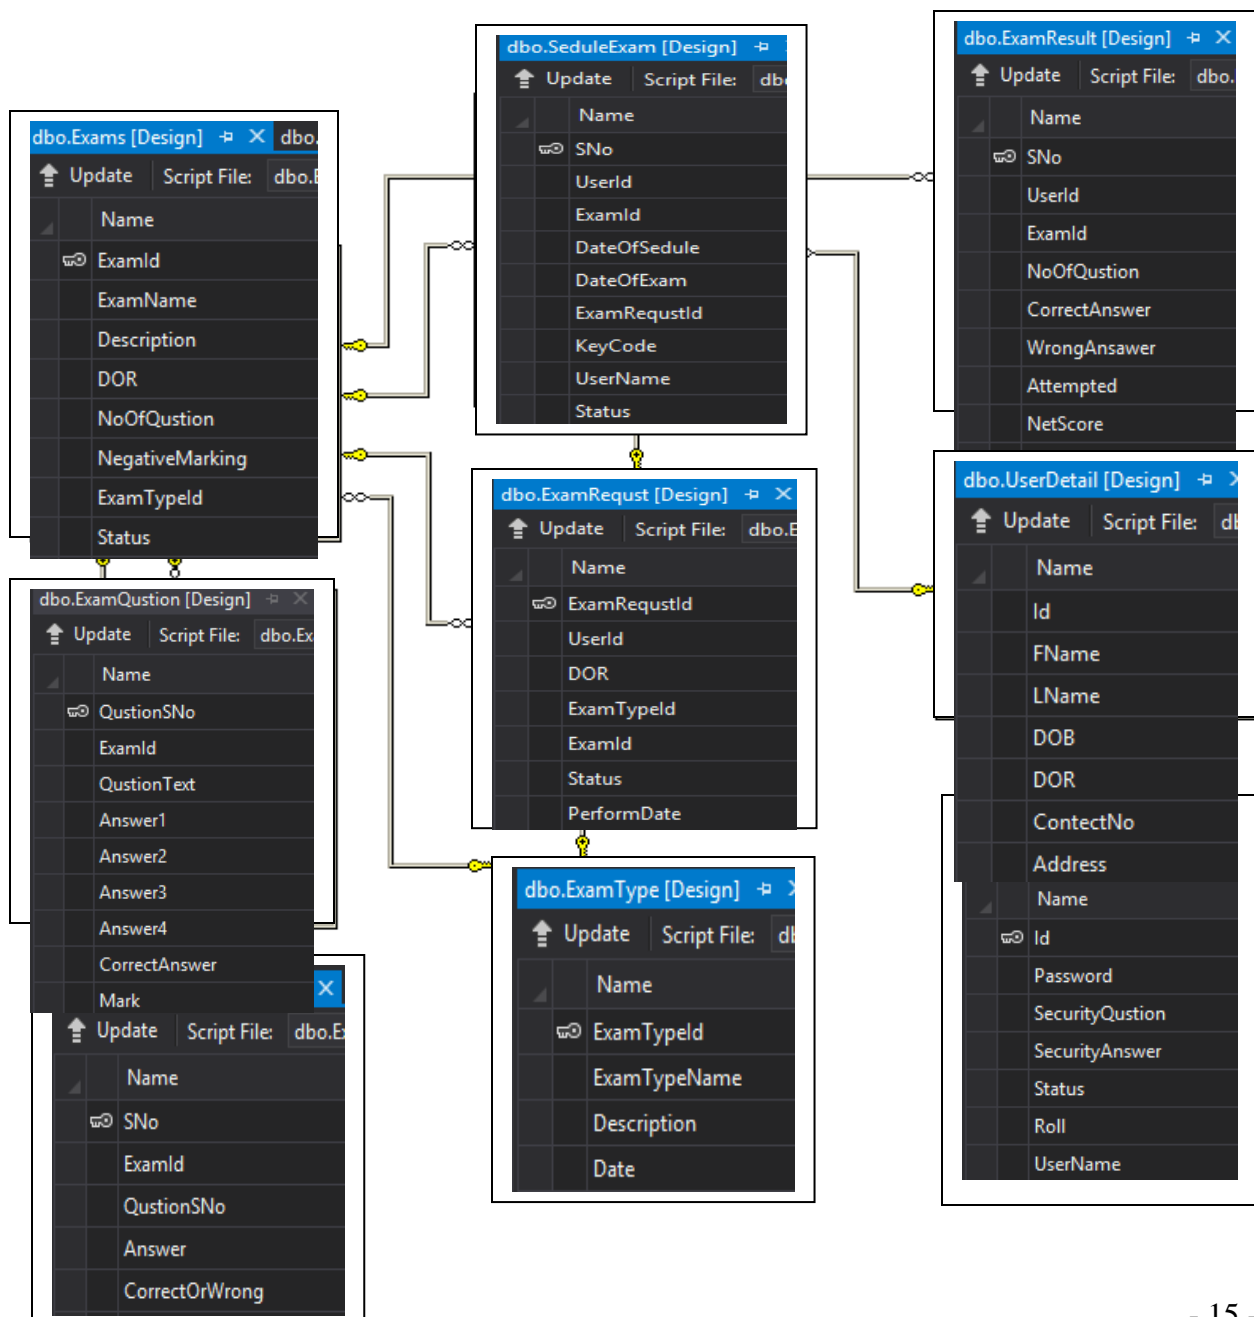 dbo.Exams [Design]
dbo.
Update
Script File:
dbo.E
Name
ExamId
ExamName
Description
DOR
NoOfQustion
NegativeMarking
ExamTypeId
Status
dbo.ExamQustion [Design]
Update
Script File:
dbo.Ex
Name
QustionSNo
ExamId
QustionText
Answer1
Answer2
Answer3
Answer4
CorrectAnswer
Mark
Update
Script File:
dbo.E
Name
SNo
ExamId
QustionSNo
Answer
CorrectOrWrong
dbo.SeduleExam [Design]
Update
Script File:
db
Name
SNo
UserId
ExamId
DateOfSedule
DateOfExam
ExamRequstId
KeyCode
UserName
Status
dbo.ExamRequst [Design]
Update
Script File:
dbo.E
Name
ExamRequstId
UserId
DOR
ExamTypeId
ExamId
Status
PerformDate
dbo.ExamType [Design]
Update
Script File:
Name
ExamTypeId
ExamTypeName
Description
Date
dbo.ExamResult [Design]
Update
Script File:
dbo.
Name
SNo
UserId
ExamId
NoOfQustion
CorrectAnswer
WrongAnsawer
Attempted
NetScore
dbo.UserDetail [Design]
Update
Script File:
Name
Id
FName
LName
DOB
DOR
ContectNo
Address
Name
Id
Password
SecurityQustion
SecurityAnswer
Status
Roll
UserName
- 15 -